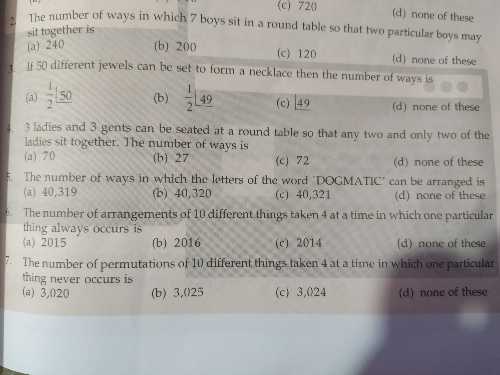 (c) 720 (d) none of these
2. The number of ways in which 7 boys sit in a round table so that two particular boys may
sit together is
(a) 240 (b) 200 (c) 120 (d) none of these
3. If 50 different jewels can be set to form a necklace then the number of ways is
(a) 1/2 |50 (b) 1/2 |49 (c) |49 (d) none of these
4. 3 ladies and 3 gents can be seated at a round table so that any two and only two of the
ladies sit together. The number of ways is
(a) 70 (b) 27 (c) 72 (d) none of these
5. The number of ways in which the letters of the word `DOGMATIC' can be arranged is
(a) 40,319 (b) 40,320 (c) 40,321 (d) none of these
6. The number of arrangements of 10 different things taken 4 at a time in which one particular
thing always occurs is
(a) 2015 (b) 2016 (c) 2014 (d) none of these
7. The number of permutations of 10 different things taken 4 at a time in which one particular
thing never occurs is
(a) 3,020 (b) 3,025 (c) 3,024 (d) none of these